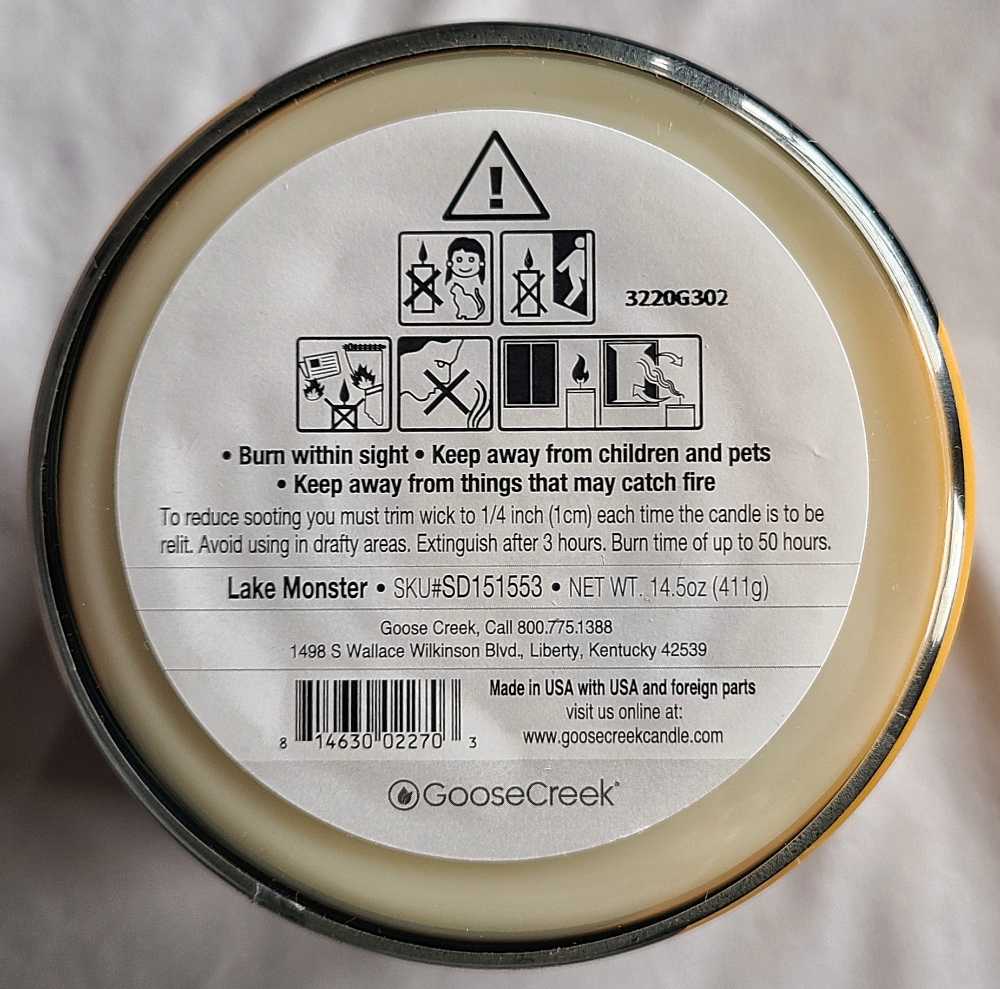 !
3220G302
• Burn within sight • Keep away from children and pets
• Keep away from things that may catch fire
To reduce sooting you must trim wick to 1/4 inch (1cm) each time the candle is to be
relit. Avoid using in drafty areas. Extinguish after 3 hours. Burn time of up to 50 hours.
Lake Monster • SKU#SD151553 • NET WT. 14.5oz (411g)
Goose Creek, Call 800.775.1388
1498 S Wallace Wilkinson Blvd., Liberty, Kentucky 42539
Made in USA with USA and foreign parts
visit us online at:
www.goosecreekcandle.com
8 14630 02270 3
GooseCreek®